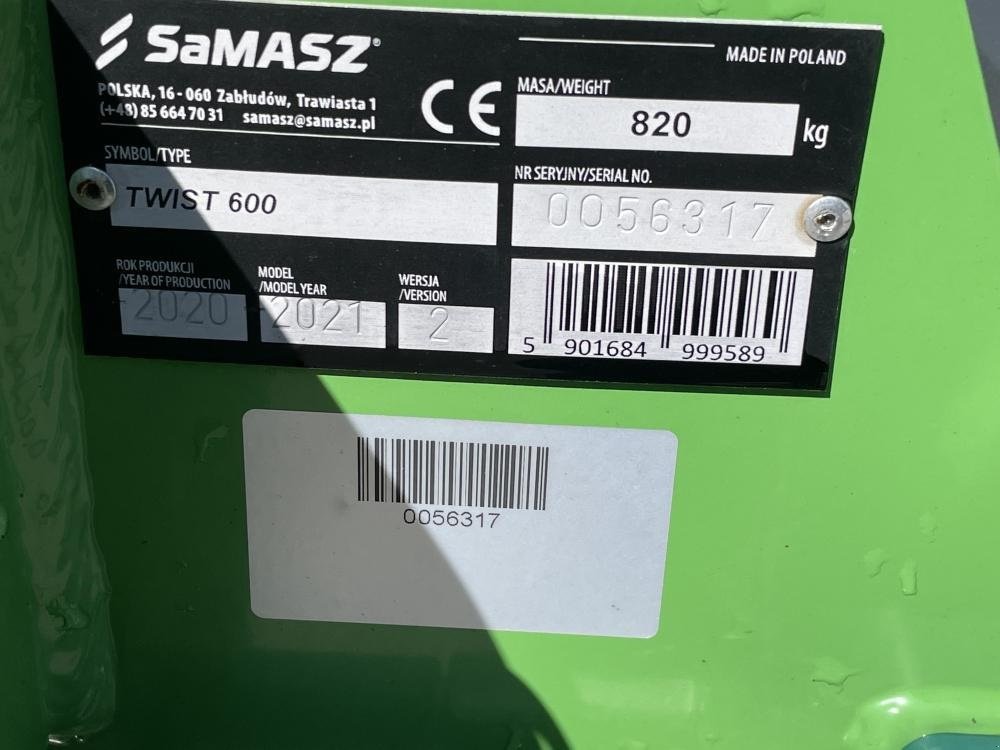 SaMASZ®
MADE IN POLAND
POLSKA, 16 - 060 Zabłudów, Trawiasta 1
(+48) 85 664 70 31 samasz@samasz.pl
CE
MASA/WEIGHT
820 kg
SYMBOL/TYPE
TWIST 600
NR SERYJNY/SERIAL NO.
0056317
ROK PRODUKCJI
/YEAR OF PRODUCTION
2020
MODEL
/MODEL YEAR
2021
WERSJA
/VERSION
2
5 901684 999589
0056317